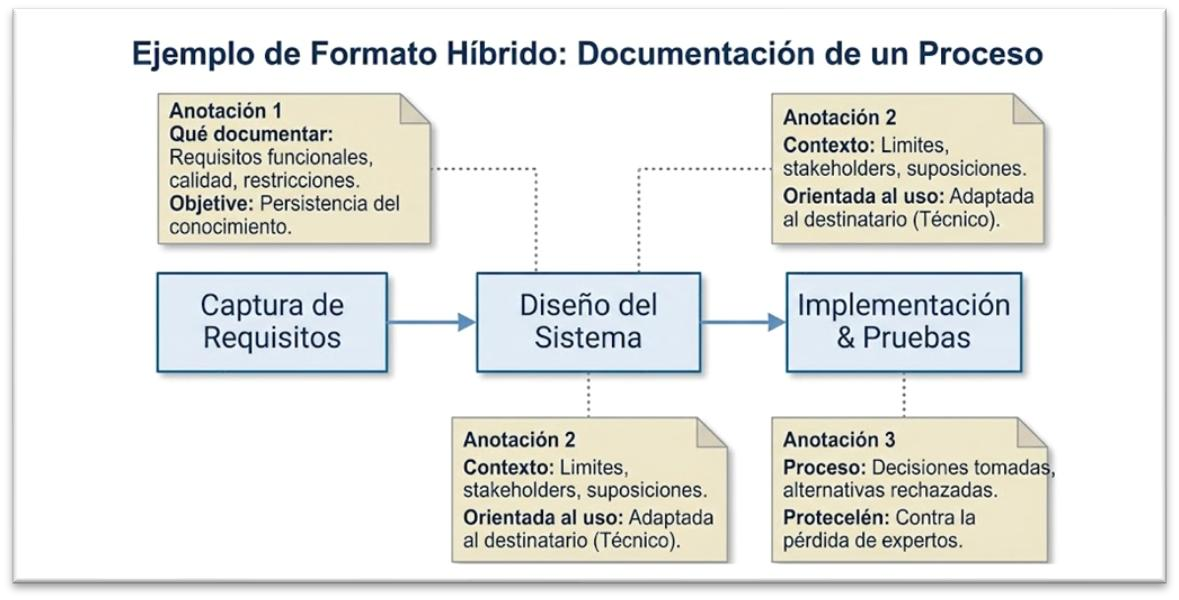 Ejemplo de Formato Híbrido: Documentación de un Proceso
Anotación 1
Qué documentar:
Requisitos funcionales,
calidad, restricciones.
Objetive: Persistencia del
conocimiento.
Anotación 2
Contexto: Limites,
stakeholders, suposiciones.
Orientada al uso: Adaptada
al destinatario (Técnico).
Captura de
Requisitos
Diseño del
Sistema
Implementación
& Pruebas
Anotación 2
Contexto: Limites,
stakeholders, suposiciones.
Orientada al uso: Adaptada
al destinatario (Técnico).
Anotación 3
Proceso: Decisiones tomadas,
alternativas rechazadas.
Protecelén: Contra la
pérdida de expertos.